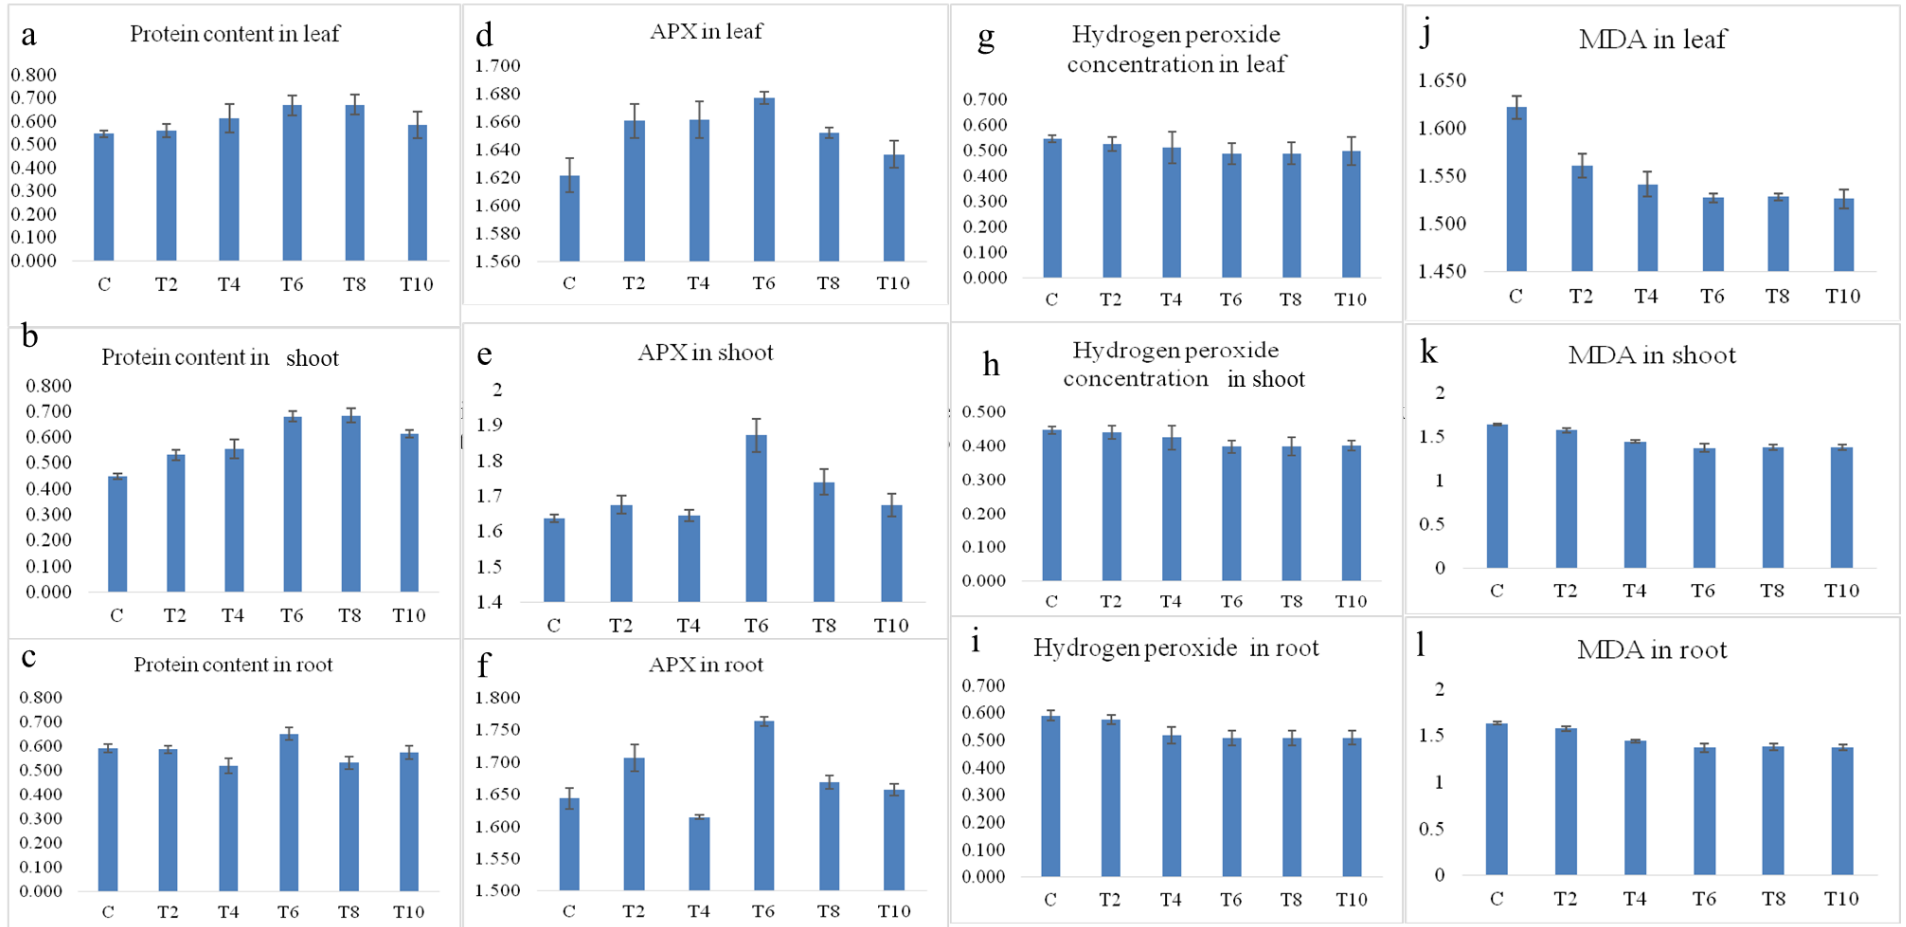 a
Protein content in leaf
0.800
0.700
0.600
0.500
0.400
0.300
0.200
0.100
0.000
C T2 T4 T6 T8 T10
b
Protein content in shoot
0.800
0.700
0.600
0.500
0.400
0.300
0.200
0.100
0.000
C T2 T4 T6 T8 T10
c
Protein content in root
0.800
0.700
0.600
0.500
0.400
0.300
0.200
0.100
0.000
C T2 T4 T6 T8 T10
d
APX in leaf
1.700
1.680
1.660
1.640
1.620
1.600
1.580
1.560
C T2 T4 T6 T8 T10
e
APX in shoot
2
1.9
1.8
1.7
1.6
1.5
1.4
C T2 T4 T6 T8 T10
f
APX in root
1.800
1.750
1.700
1.650
1.600
1.550
1.500
C T2 T4 T6 T8 T10
g
Hydrogen peroxide
concentration in leaf
0.700
0.600
0.500
0.400
0.300
0.200
0.100
0.000
C T2 T4 T6 T8 T10
h
Hydrogen peroxide
concentration in shoot
0.500
0.400
0.300
0.200
0.100
0.000
C T2 T4 T6 T8 T10
i
Hydrogen peroxide in root
0.700
0.600
0.500
0.400
0.300
0.200
0.100
0.000
C T2 T4 T6 T8 T10
j
MDA in leaf
1.650
1.600
1.550
1.500
1.450
C T2 T4 T6 T8 T10
k
MDA in shoot
2
1.5
1
0.5
0
C T2 T4 T6 T8 T10
l
MDA in root
2
1.5
1
0.5
0
C T2 T4 T6 T8 T10